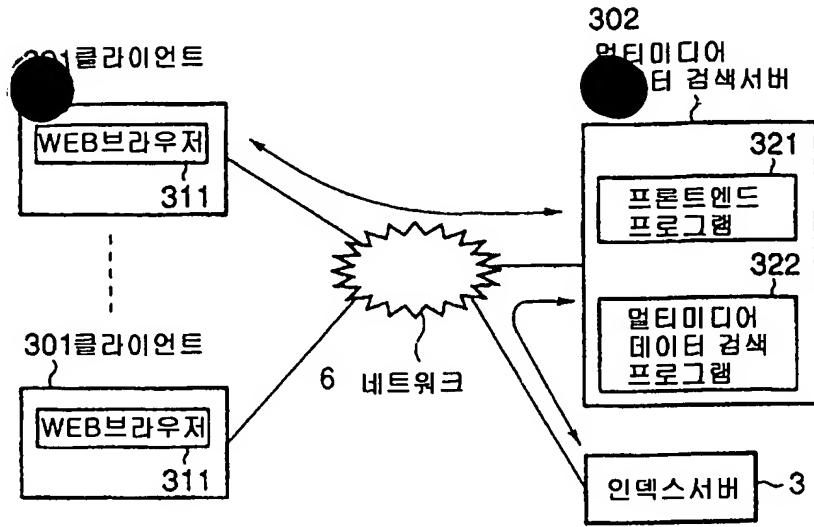 302
301클라이언트
멀티미디어
터 검색서버
WEB브라우저
311
321
프론트엔드
프로그램
322
멀티미디어
데이터 검색
프로그램
301클라이언트
6 네트워크
WEB브라우저
311
인덱스서버
3